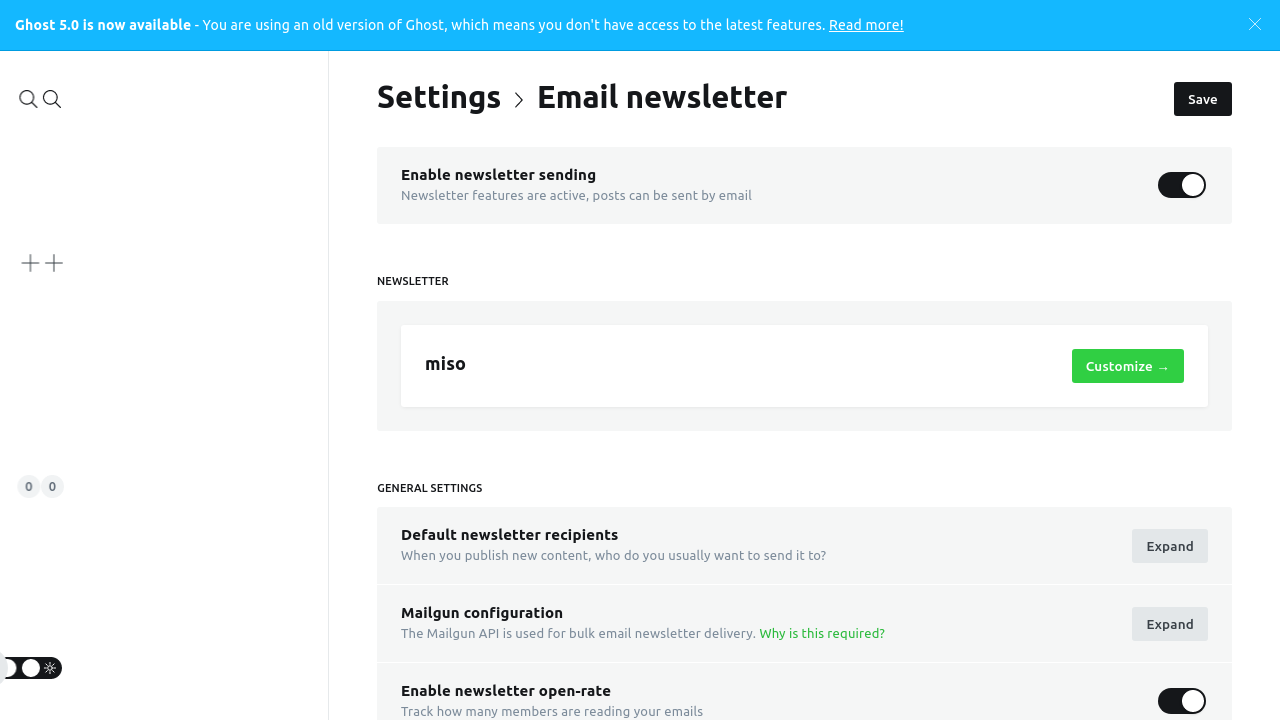 Ghost 5.0 is now available - You are using an old version of Ghost, which means you don't have access to the latest features. Read more!
Settings > Email newsletter
Save
Enable newsletter sending
Newsletter features are active, posts can be sent by email
NEWSLETTER
miso
Customize →
0 0
GENERAL SETTINGS
Default newsletter recipients
When you publish new content, who do you usually want to send it to?
Expand
Mailgun configuration
The Mailgun API is used for bulk email newsletter delivery. Why is this required?
Expand
Enable newsletter open-rate
Track how many members are reading your emails